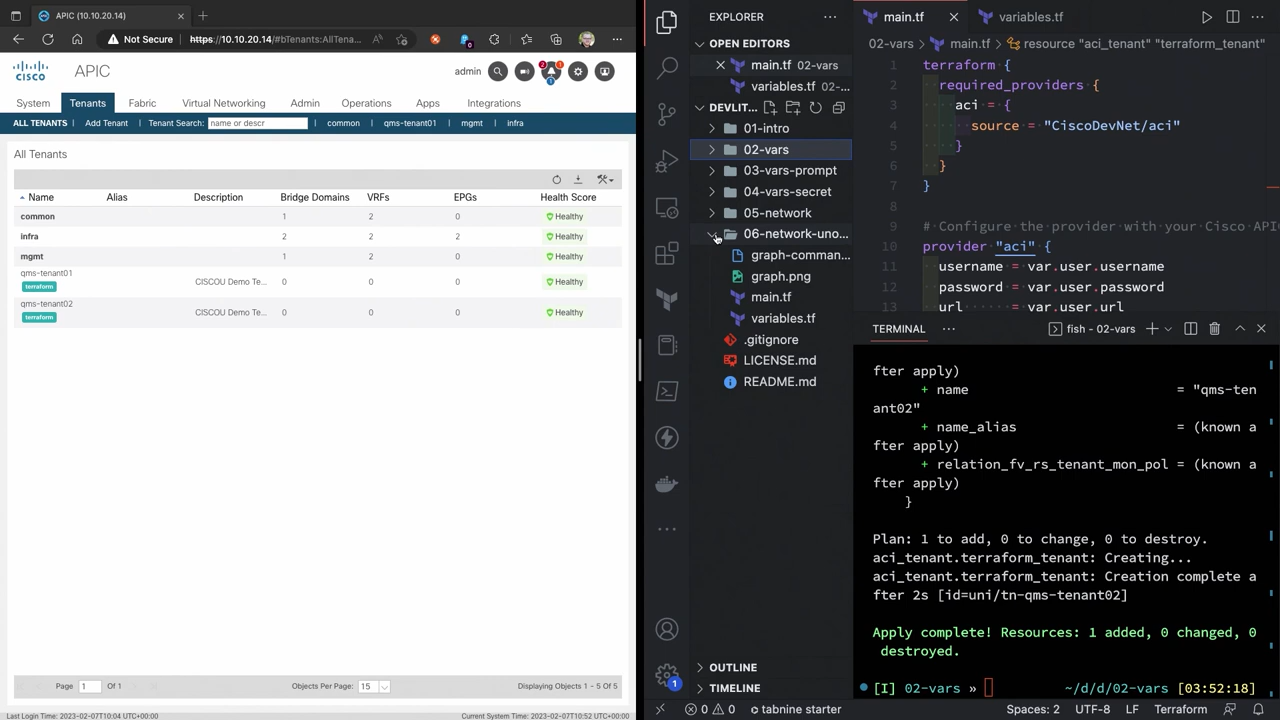 APIC (10.10.20.14)
Not Secure
https://10.10.20.14/#bTenants:AllTena...
cisco
APIC
admin
2
1
1
System
Tenants
Fabric
Virtual Networking
Admin
Operations
Apps
Integrations
ALL TENANTS | Add Tenant | Tenant Search: name or descr | common | qms-tenant01 | mgmt | infra
All Tenants
Name Alias Description Bridge Domains VRFs EPGs Health Score
common 1 2 0 Healthy
infra 2 2 2 Healthy
mgmt 1 2 0 Healthy
qms-tenant01
terraform
CISCOU Demo Te... 0 0 0 Healthy
qms-tenant02
terraform
CISCOU Demo Te... 0 0 0 Healthy
Page 1 Of 1 Objects Per Page: 15 Displaying Objects 1 - 5 Of 5
Last Login Time: 2023-02-07T10:04 UTC+00:00 Current System Time: 2023-02-07T10:52 UTC+00:00
EXPLORER
OPEN EDITORS
main.tf 02-vars
variables.tf 02-...
DEVLIT...
01-intro
02-vars
03-vars-prompt
04-vars-secret
05-network
06-network-uno...
graph-comman...
graph.png
main.tf
variables.tf
.gitignore
LICENSE.md
README.md
OUTLINE
TIMELINE
1
main.tf
variables.tf
02-vars > main.tf > resource "aci_tenant" "terraform_tenant"
1 terraform {
2 required_providers {
3 aci = {
4 source = "CiscoDevNet/aci"
5 }
6 }
7 }
8
9 # Configure the provider with your Cisco APIC
10 provider "aci" {
11 username = var.user.username
12 password = var.user.password
13 url = var.user.url
TERMINAL
fish - 02-vars
fter apply)
+ name = "qms-ten
ant02"
+ name_alias = (known a
fter apply)
+ relation_fv_rs_tenant_mon_pol = (known a
fter apply)
}
Plan: 1 to add, 0 to change, 0 to destroy.
aci_tenant.terraform_tenant: Creating...
aci_tenant.terraform_tenant: Creation complete a
fter 2s [id=uni/tn-qms-tenant02]
Apply complete! Resources: 1 added, 0 changed, 0
destroyed.
[I] 02-vars » ~/d/d/02-vars [03:52:18]
0 0 tabnine starter Spaces: 2 UTF-8 LF Terraform